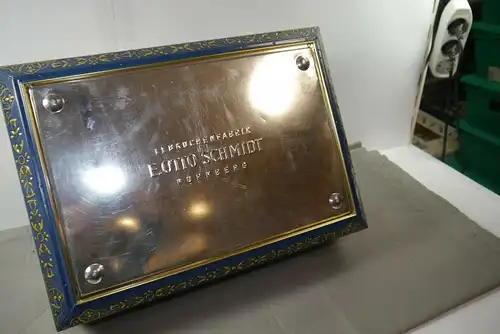 LEBKUCHENFABRIK
E.OTTO SCHMIDT
NÜRNBERG